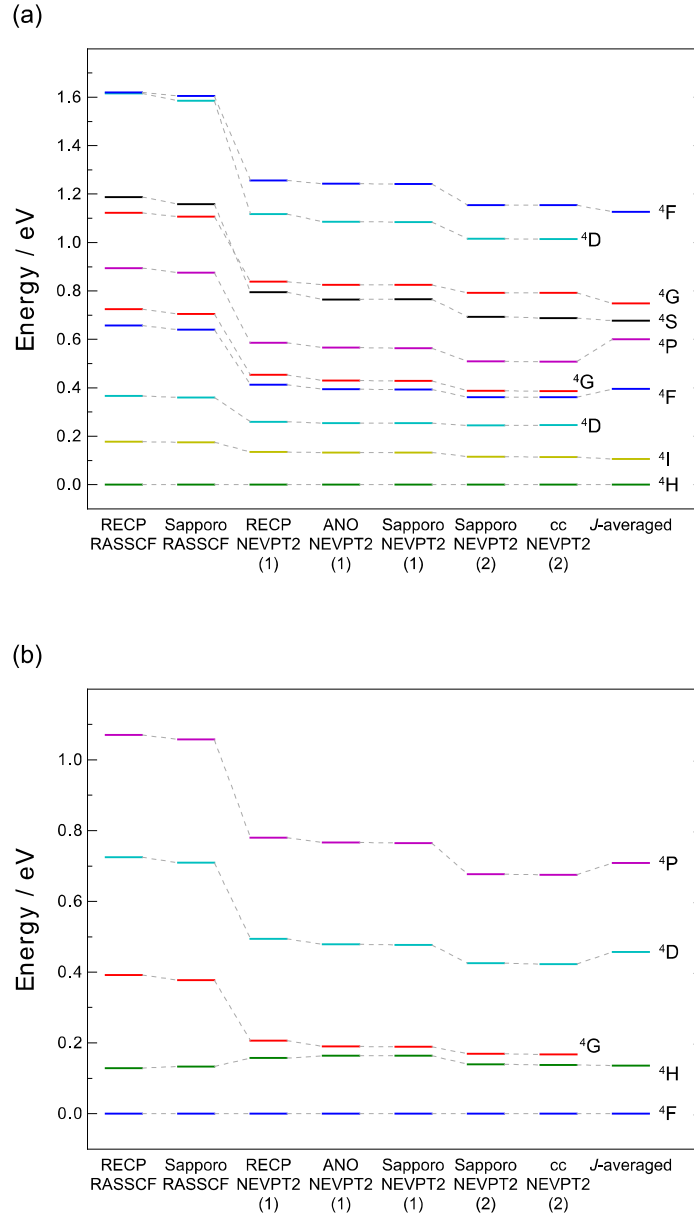 (a)
Energy / eV
1.6
1.4
1.2
1.0
0.8
0.6
0.4
0.2
0.0
⁴F
⁴D
⁴G
⁴S
⁴P
⁴G
⁴F
⁴D
⁴I
⁴H
RECP RASSCF
Sapporo RASSCF
RECP NEVPT2 (1)
ANO NEVPT2 (1)
Sapporo NEVPT2 (1)
Sapporo NEVPT2 (2)
cc NEVPT2 (2)
J-averaged
(b)
Energy / eV
1.0
0.8
0.6
0.4
0.2
0.0
⁴P
⁴D
⁴G
⁴H
⁴F
RECP RASSCF
Sapporo RASSCF
RECP NEVPT2 (1)
ANO NEVPT2 (1)
Sapporo NEVPT2 (1)
Sapporo NEVPT2 (2)
cc NEVPT2 (2)
J-averaged